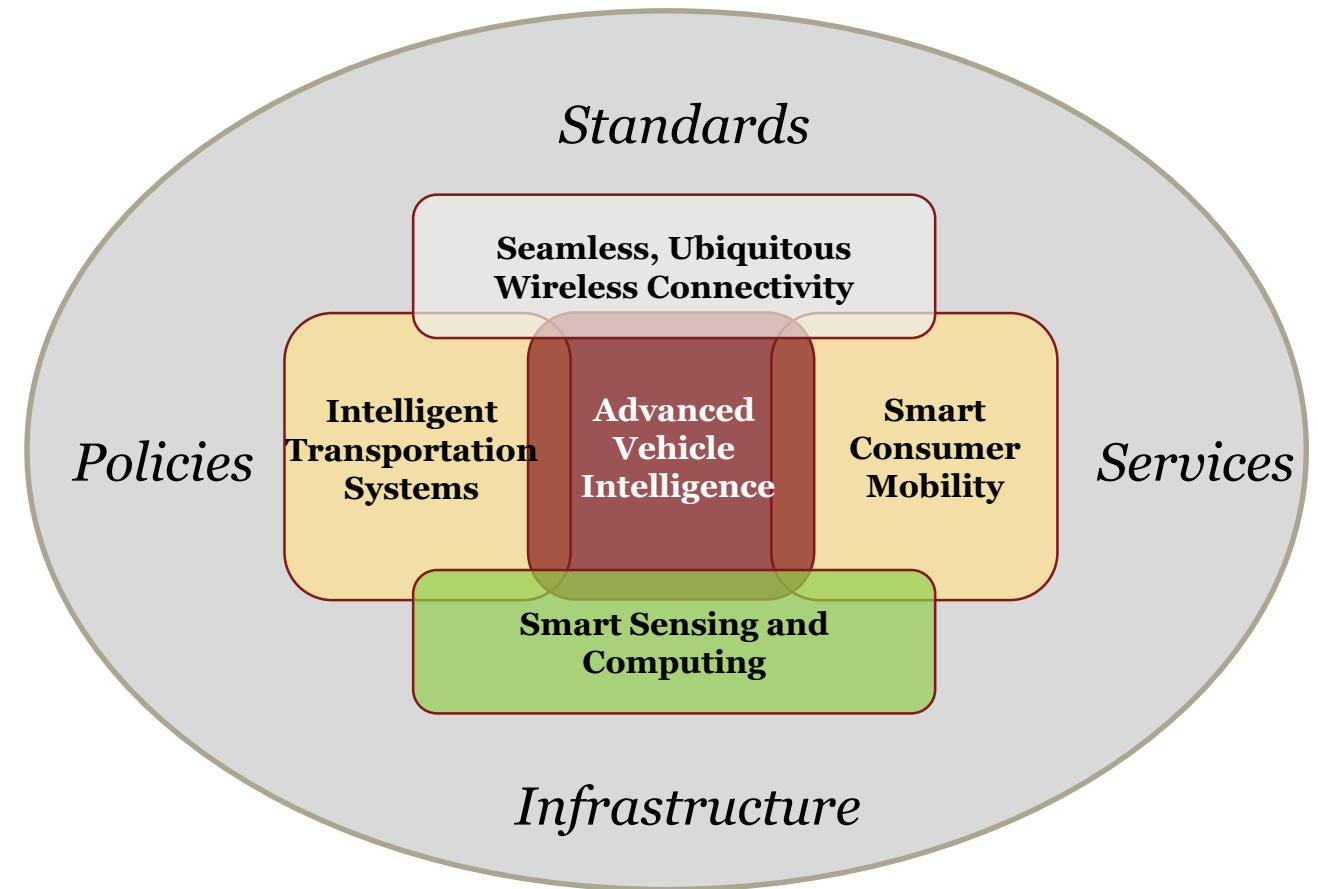 Standards
Seamless, Ubiquitous
Wireless Connectivity
Policies
Intelligent
Transportation
Systems
Advanced
Vehicle
Intelligence
Smart
Consumer
Mobility
Services
Smart Sensing and
Computing
Infrastructure